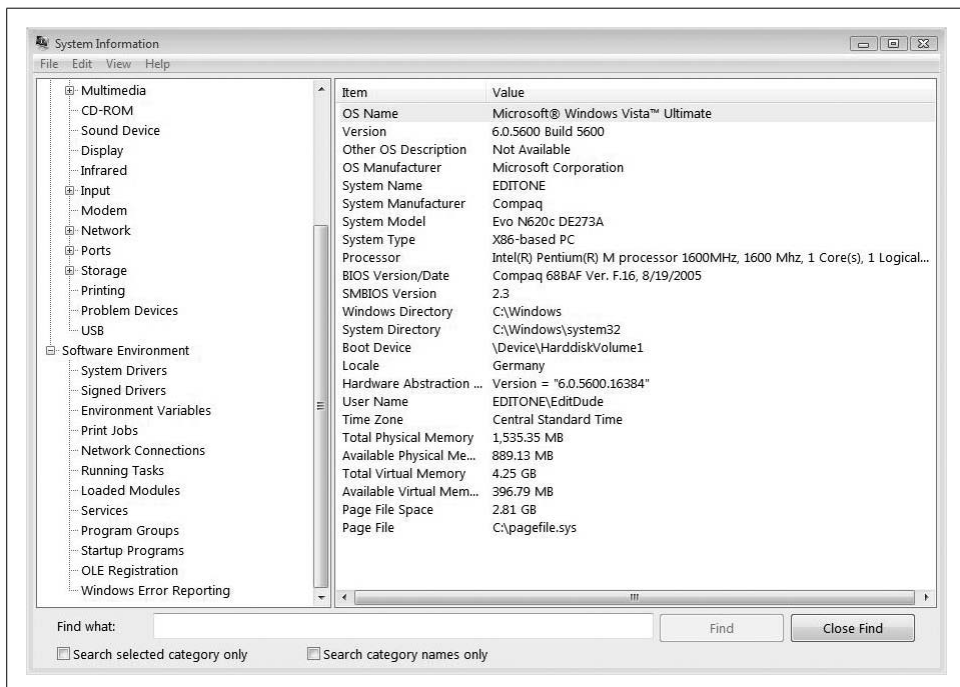 System Information
File Edit View Help
Multimedia
CD-ROM
Sound Device
Display
Infrared
Input
Modem
Network
Ports
Storage
Printing
Problem Devices
USB
Software Environment
System Drivers
Signed Drivers
Environment Variables
Print Jobs
Network Connections
Running Tasks
Loaded Modules
Services
Program Groups
Startup Programs
OLE Registration
Windows Error Reporting
Item Value
OS Name Microsoft® Windows Vista™ Ultimate
Version 6.0.5600 Build 5600
Other OS Description Not Available
OS Manufacturer Microsoft Corporation
System Name EDITONE
System Manufacturer Compaq
System Model Evo N620c DE273A
System Type X86-based PC
Processor Intel(R) Pentium(R) M processor 1600MHz, 1600 Mhz, 1 Core(s), 1 Logical...
BIOS Version/Date Compaq 68BAF Ver. F.16, 8/19/2005
SMBIOS Version 2.3
Windows Directory C:\Windows
System Directory C:\Windows\system32
Boot Device \Device\HarddiskVolume1
Locale Germany
Hardware Abstraction ... Version = "6.0.5600.16384"
User Name EDITONE\EditDude
Time Zone Central Standard Time
Total Physical Memory 1,535.35 MB
Available Physical Me... 889.13 MB
Total Virtual Memory 4.25 GB
Available Virtual Mem... 396.79 MB
Page File Space 2.81 GB
Page File C:\pagefile.sys
Find what: Find Close Find
Search selected category only Search category names only